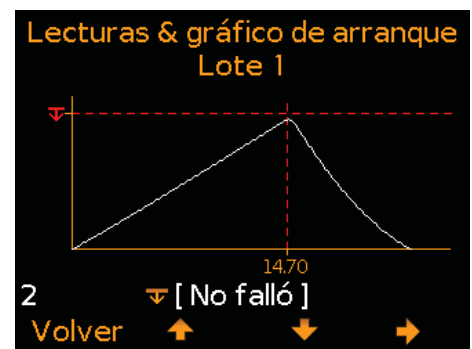 Lecturas & gráfico de arranque
Lote 1
14.70
2 [ No falló ]
Volver